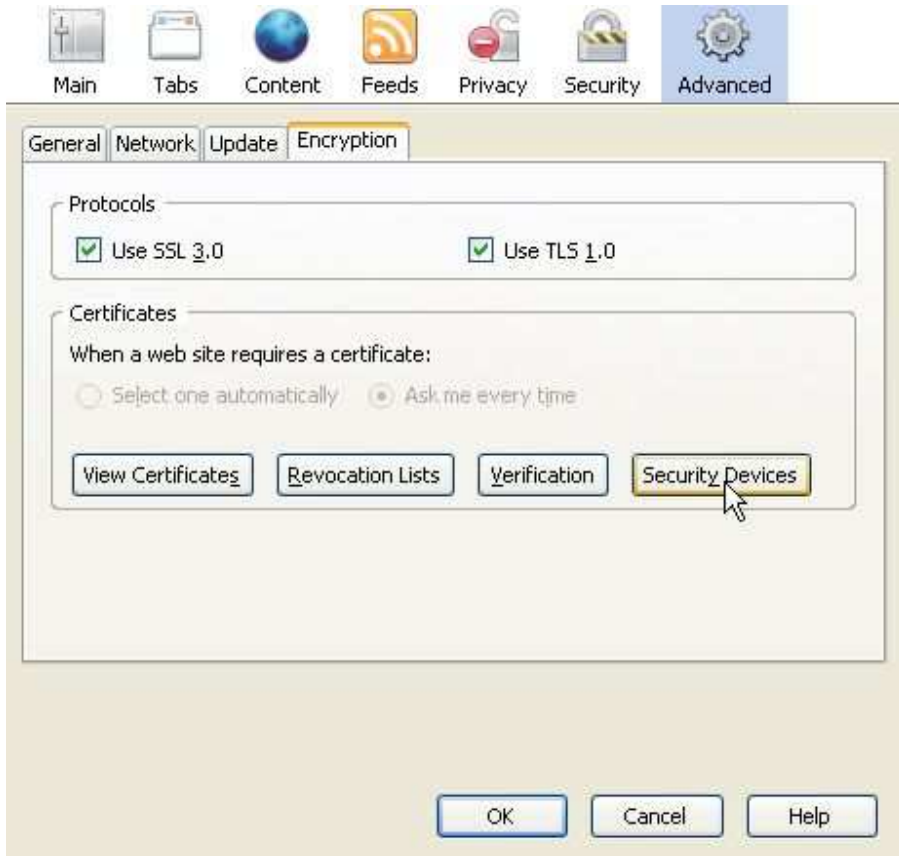 Main Tabs Content Feeds Privacy Security Advanced
General Network Update Encryption
Protocols
Use SSL 3.0 Use TLS 1.0
Certificates
When a web site requires a certificate:
Select one automatically Ask me every time
View Certificates Revocation Lists Verification Security Devices
OK Cancel Help